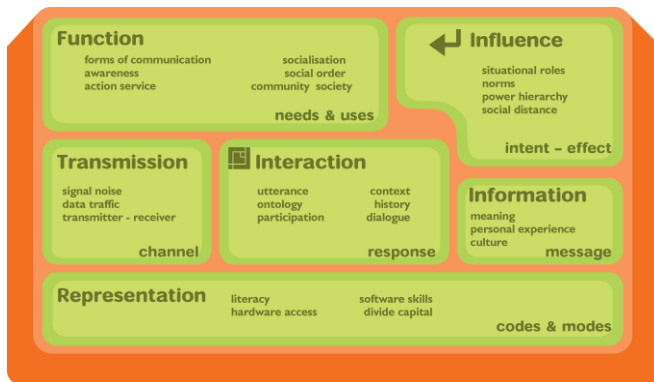 Function
forms of communication
awareness
action service
socialisation
social order
community society
needs & uses
Influence
situational roles
norms
power hierarchy
social distance
intent – effect
Transmission
signal noise
data traffic
transmitter - receiver
channel
Interaction
utterance
ontology
participation
context
history
dialogue
response
Information
meaning
personal experience
culture
message
Representation
literacy
hardware access
software skills
divide capital
codes & modes